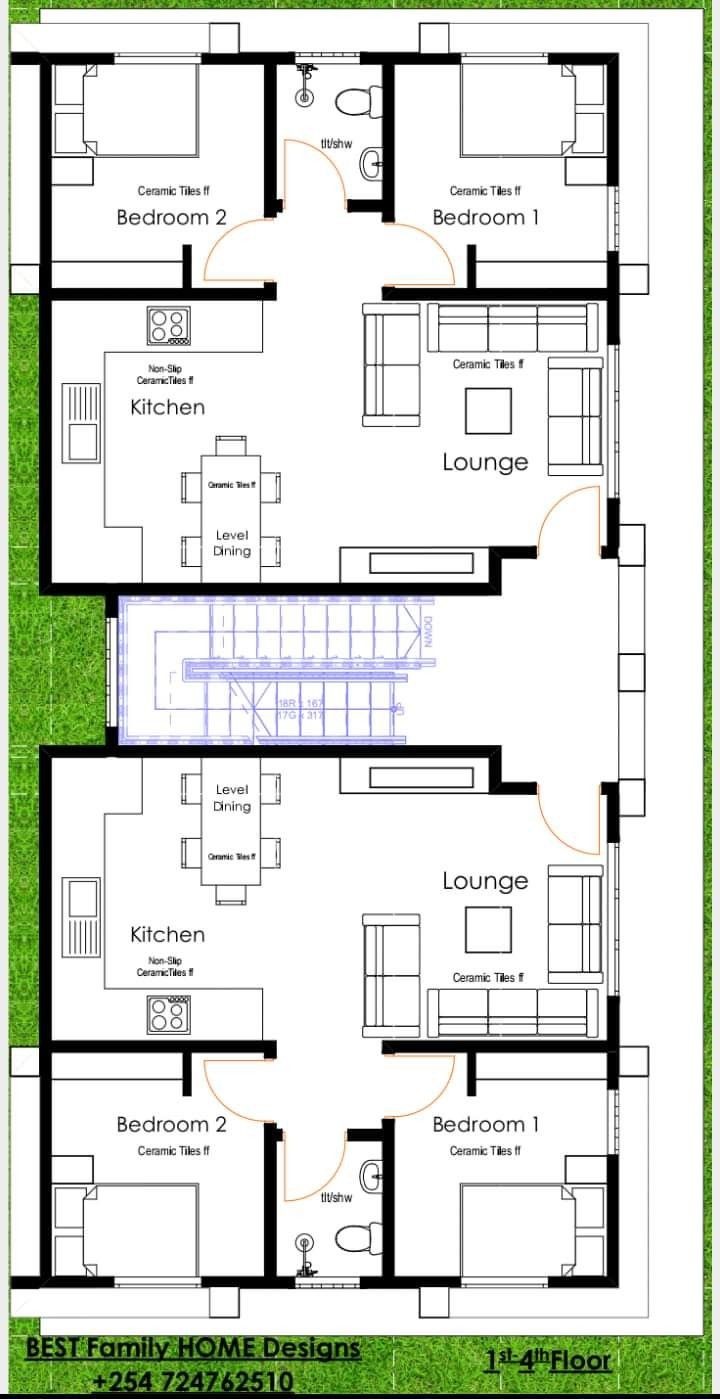 tlt/shw
Ceramic Tiles ff
Bedroom 2
Ceramic Tiles ff
Bedroom 1
Non-Slip
CeramicTiles ff
Kitchen
Ceramic Tiles ff
Lounge
Ceramic Tiles ff
Level
Dining
DOWN
18R x 167
17G x 317
UP
Level
Dining
Ceramic Tiles ff
Lounge
Kitchen
Non-Slip
CeramicTiles ff
Ceramic Tiles ff
Bedroom 2
Ceramic Tiles ff
Bedroom 1
Ceramic Tiles ff
tlt/shw
BEST Family HOME Designs
+254 724762510
1st-4thFloor